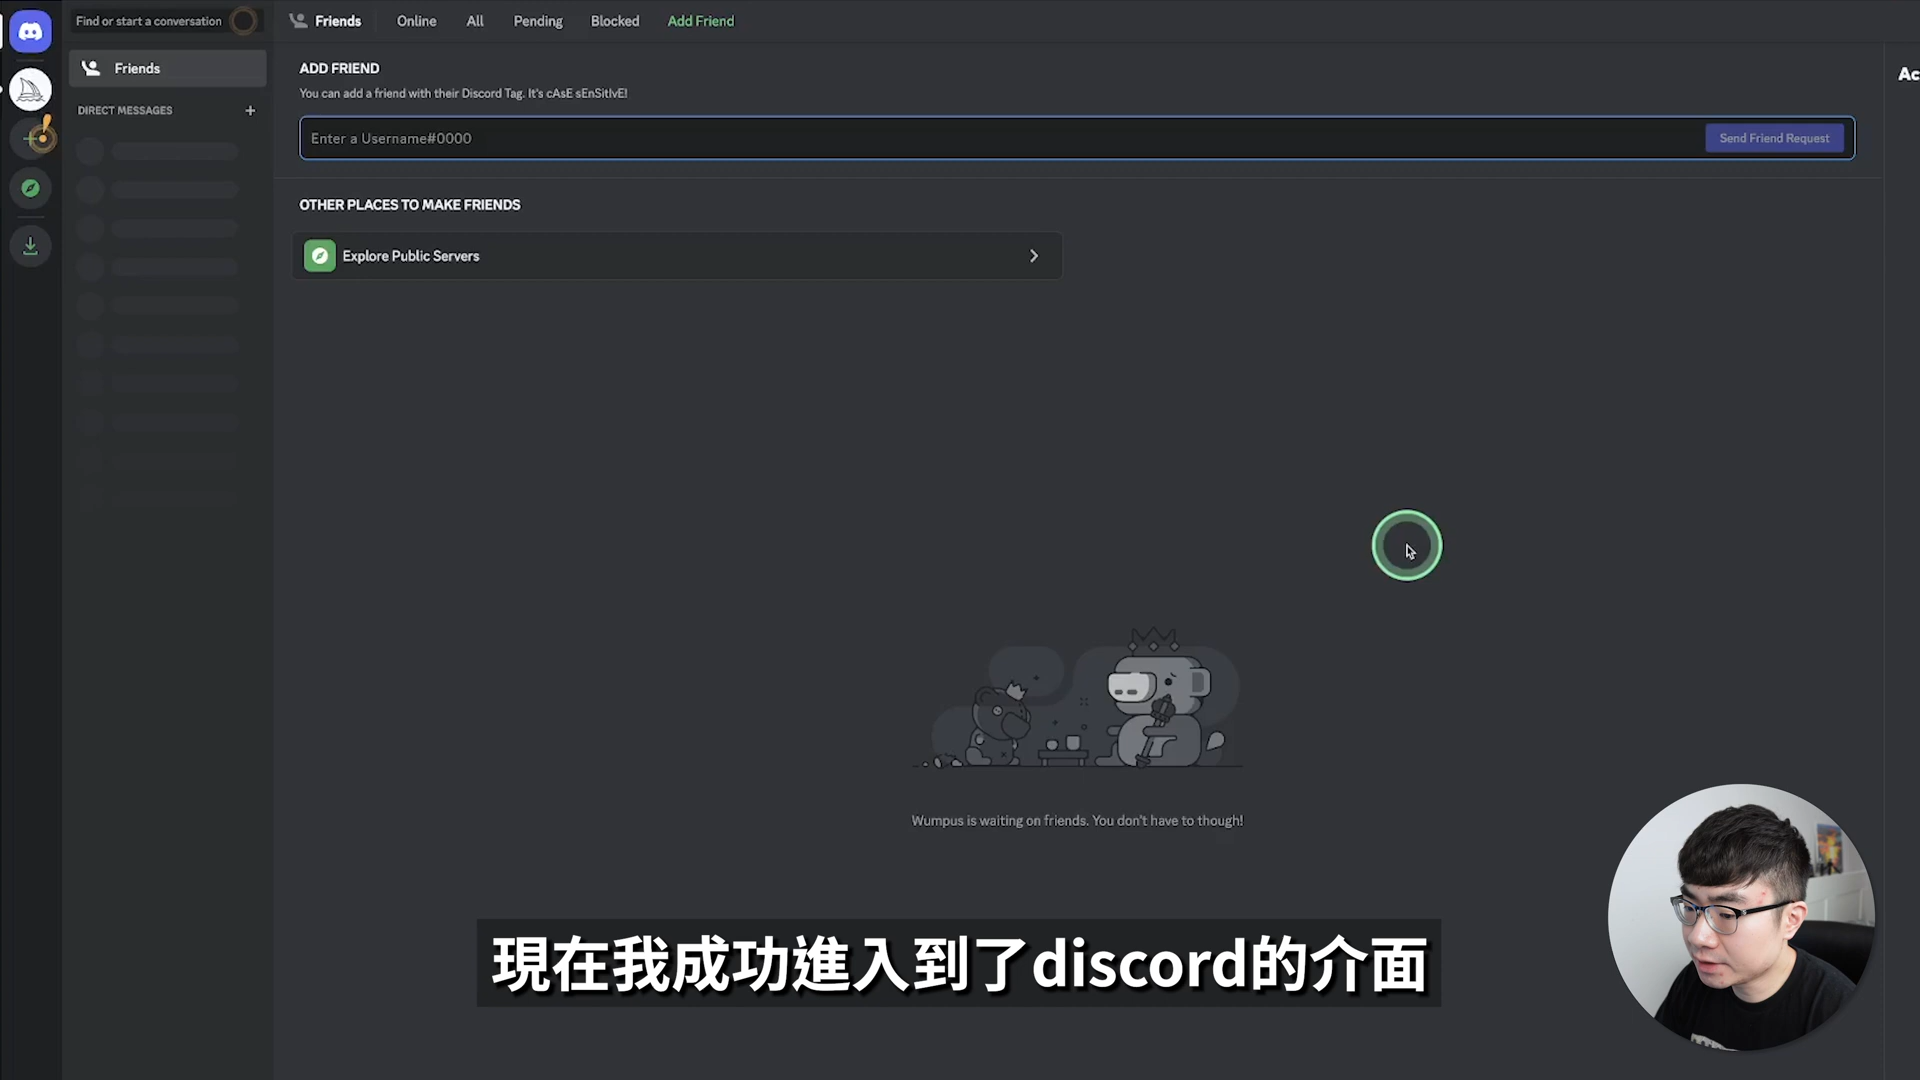 Find or start a conversation
Friends
Online
All
Pending
Blocked
Add Friend
Friends
DIRECT MESSAGES
ADD FRIEND
You can add a friend with their Discord Tag. It's cAsE sEnSitIvE!
Enter a Username#0000
Send Friend Request
OTHER PLACES TO MAKE FRIENDS
Explore Public Servers
Ac
Wumpus is waiting on friends. You don't have to though!
現在我成功進入到了discord的介面